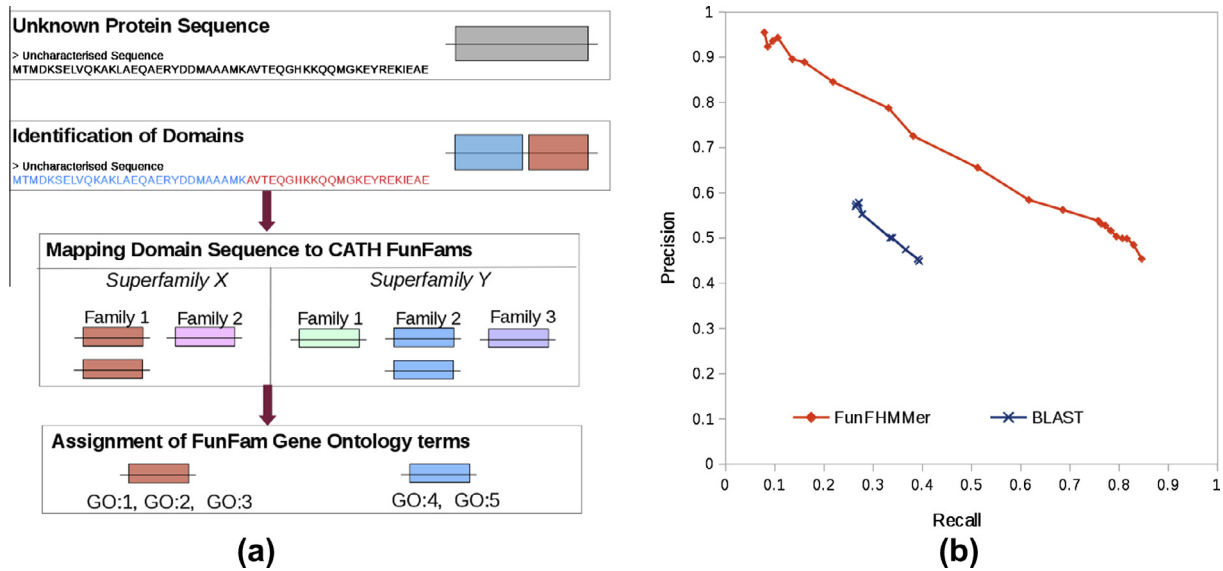 Unknown Protein Sequence
> Uncharacterised Sequence
MTMDKSELVQKAKLAEQAERYDDMAAAMKAVTEQGHKKQQMGKEYREKIEAE
Identification of Domains
> Uncharacterised Sequence
MTMDKSELVQKAKLAEQAERYDDMAAAMKAVTEQGHKKQQMGKEYREKIEAE
Mapping Domain Sequence to CATH FunFams
Superfamily X Superfamily Y
Family 1 Family 2 Family 1 Family 2 Family 3
Assignment of FunFam Gene Ontology terms
GO:1, GO:2, GO:3 GO:4, GO:5
(a)
1
0.9
0.8
0.7
0.6
0.5
0.4
0.3
0.2
0.1
0
Precision
FunFHMMer BLAST
0 0.1 0.2 0.3 0.4 0.5 0.6 0.7 0.8 0.9 1
Recall
(b)